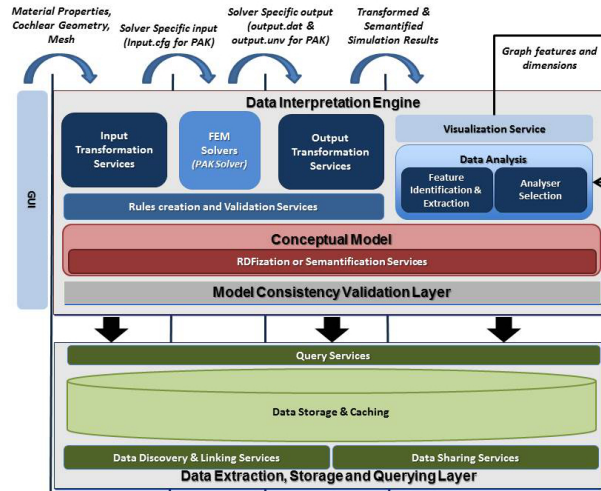 Material Properties,
Cochlear Geometry,
Mesh
Solver Specific input
(Input.cfg for PAK)
Solver Specific output
(output.dat &
output.unv for PAK)
Transformed &
Semantified
Simulation Results
Graph features and
dimensions
GUI
Data Interpretation Engine
Input
Transformation
Services
FEM
Solvers
(PAK Solver)
Output
Transformation
Services
Visualization Service
Data Analysis
Feature
Identification &
Extraction
Analyser
Selection
Rules creation and Validation Services
Conceptual Model
RDFization or Semantification Services
Model Consistency Validation Layer
Query Services
Data Storage & Caching
Data Discovery & Linking Services
Data Sharing Services
Data Extraction, Storage and Querying Layer